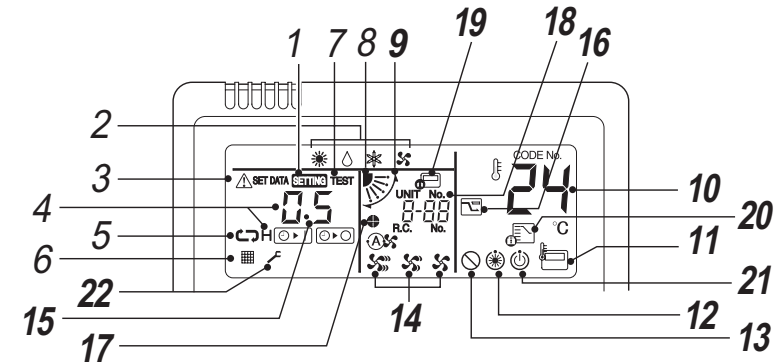 1 7 8 9 19 18 16
2
3 SET DATA SETTING TEST UNIT No. CODE No. 24 10
4 0.5 H 0-88 °C 20
5 R.C. No. 11
6 A
22 21
15 14 12
17 13